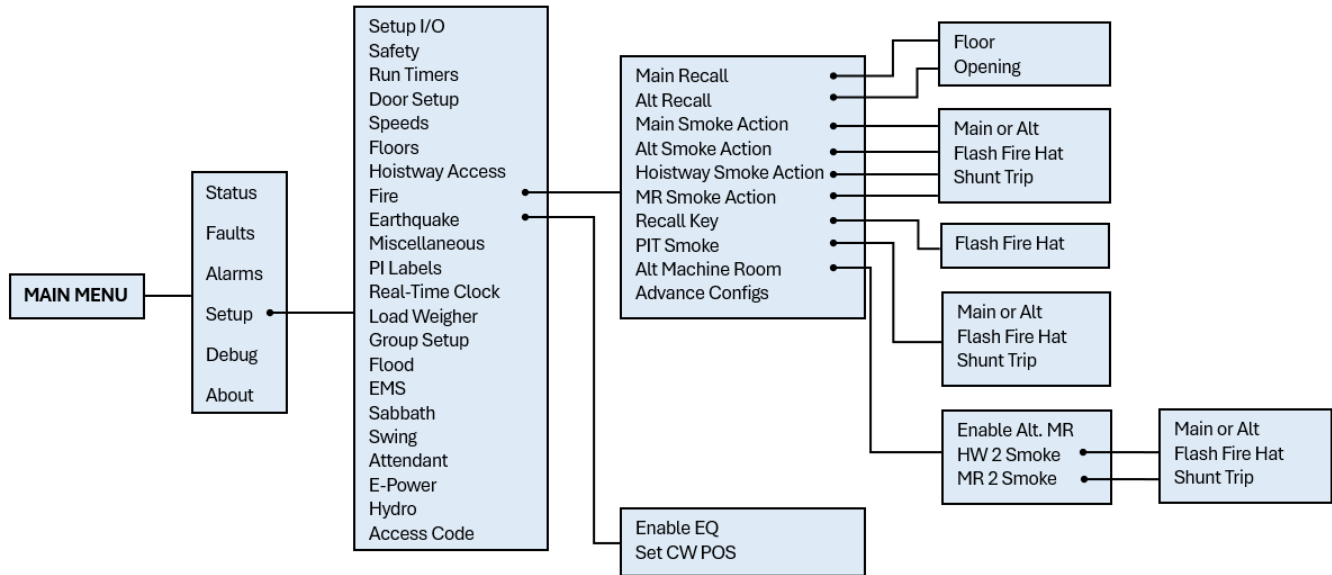 MAIN MENU
Status
Faults
Alarms
Setup
Debug
About
Setup I/O
Safety
Run Timers
Door Setup
Speeds
Floors
Hoistway Access
Fire
Earthquake
Miscellaneous
PI Labels
Real-Time Clock
Load Weigher
Group Setup
Flood
EMS
Sabbath
Swing
Attendant
E-Power
Hydro
Access Code
Main Recall
Alt Recall
Main Smoke Action
Alt Smoke Action
Hoistway Smoke Action
MR Smoke Action
Recall Key
PIT Smoke
Alt Machine Room
Advance Configs
Floor
Opening
Main or Alt
Flash Fire Hat
Shunt Trip
Flash Fire Hat
Main or Alt
Flash Fire Hat
Shunt Trip
Enable Alt. MR
HW 2 Smoke
MR 2 Smoke
Main or Alt
Flash Fire Hat
Shunt Trip
Enable EQ
Set CW POS